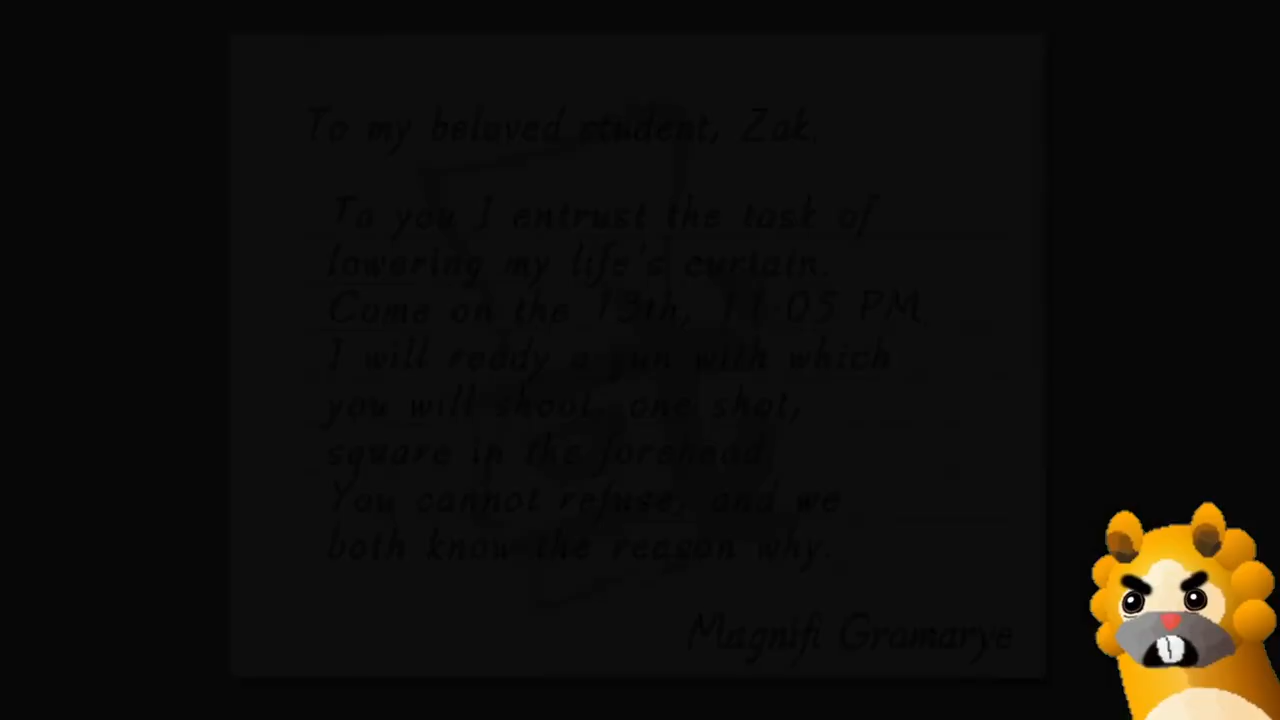 To my beloved student, Zak
To you I entrust the task of
lowering my life's curtain.
Come on the 13th, 11:05 PM
I will ready a gun with which
you will shoot, one shot,
square in the forehead
You cannot refuse, and we
both know the reason why.
Magnifi Gramarye